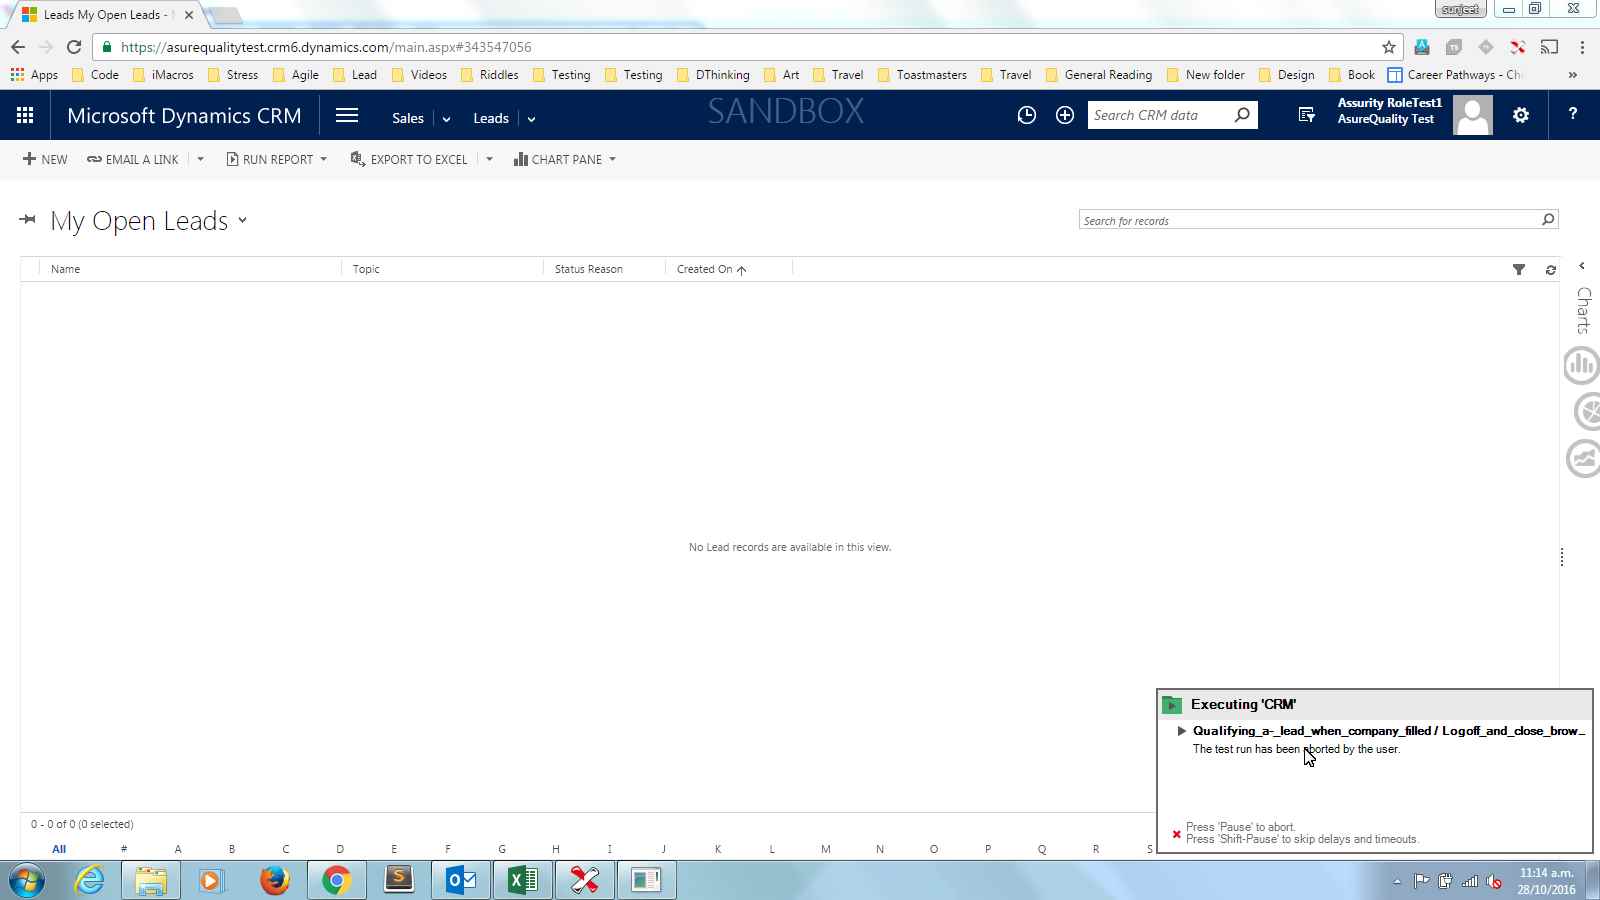 Leads My Open Leads -
sunjeet
https://asurequalitytest.crm6.dynamics.com/main.aspx#343547056
Apps Code iMacros Stress Agile Lead Videos Riddles Testing Testing DThinking Art Travel Toastmasters Travel General Reading New folder Design Book Career Pathways - Ch »
Microsoft Dynamics CRM Sales Leads SANDBOX Search CRM data Assurity RoleTest1 ?
AsureQuality Test
NEW EMAIL A LINK RUN REPORT EXPORT TO EXCEL CHART PANE
My Open Leads Search for records
Name Topic Status Reason Created On
Charts
No Lead records are available in this view.
Executing 'CRM'
Qualifying_a-_lead_when_company_filled / Logoff_and_close_brow...
The test run has been aborted by the user.
Press 'Pause' to abort.
Press 'Shift-Pause' to skip delays and timeouts.
0 - 0 of 0 (0 selected)
All # A B C D E F G H I J K L M N O P Q R S
11:14 a.m.
28/10/2016